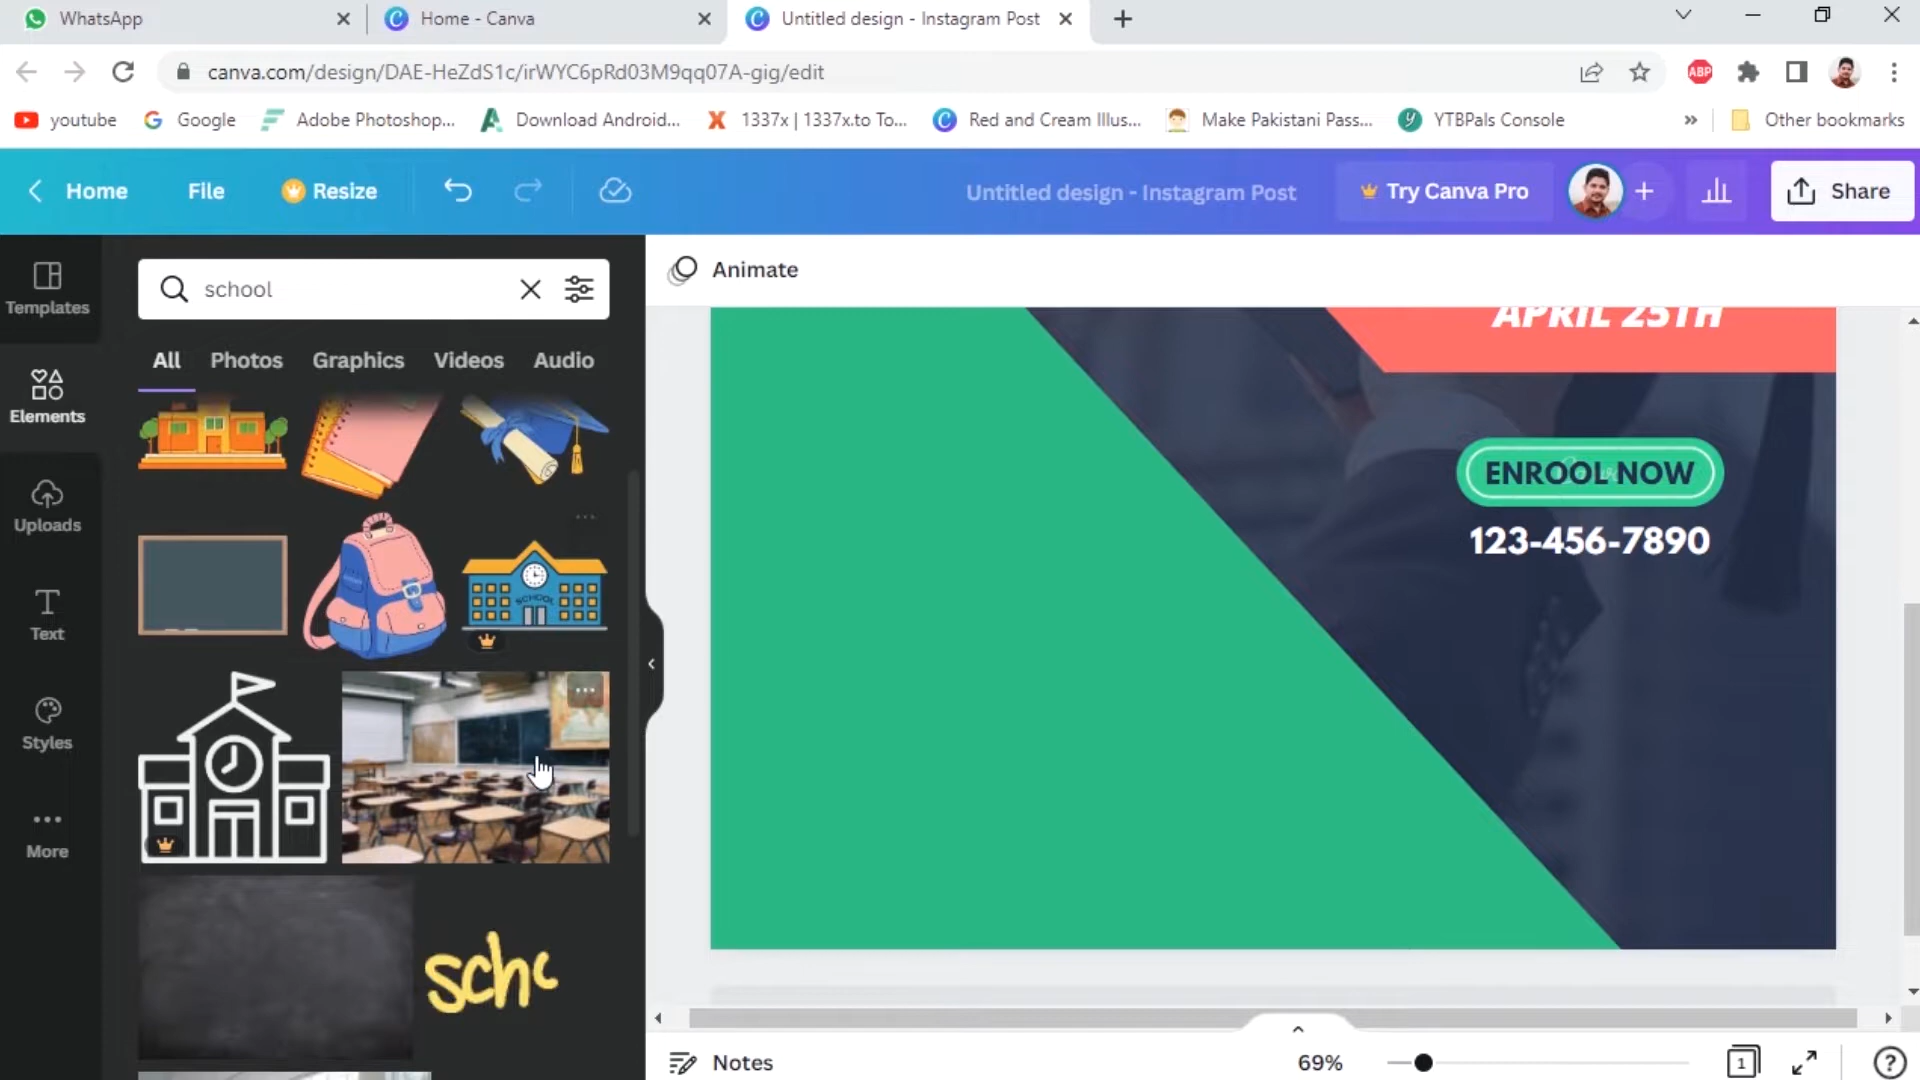 WhatsApp
Home - Canva
Untitled design - Instagram Post
canva.com/design/DAE-HeZdS1c/irWYC6pRd03M9qq07A-gig/edit
ABP
youtube
Google
Adobe Photoshop...
Download Android...
1337x | 1337x.to To...
Red and Cream Illus...
Make Pakistani Pass...
YTBPals Console
Other bookmarks
Home
File
Resize
Untitled design - Instagram Post
Try Canva Pro
Share
Templates
Elements
Uploads
Text
Styles
More
school
All
Photos
Graphics
Videos
Audio
SCHOOL
scho
Animate
APRIL 25TH
ENROOL NOW
123-456-7890
Notes
69%
1